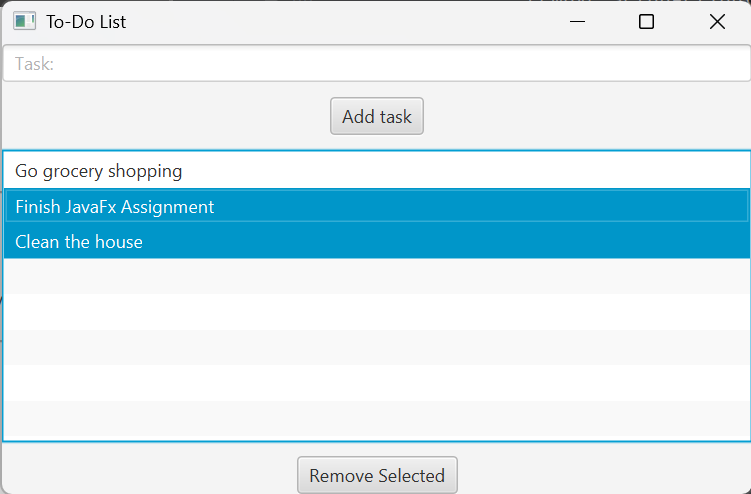 To-Do List
Task:
Add task
Go grocery shopping
Finish JavaFx Assignment
Clean the house
Remove Selected